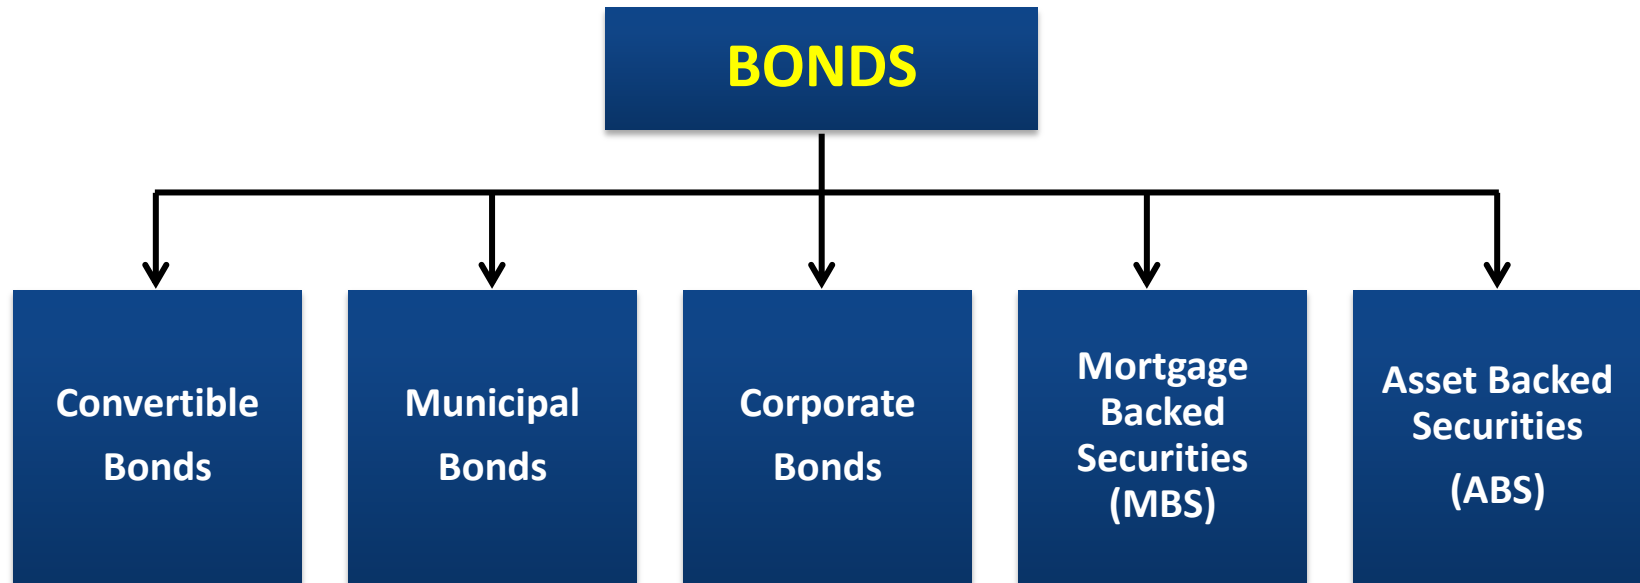 BONDS
Convertible
Bonds
Municipal
Bonds
Corporate
Bonds
Mortgage
Backed
Securities
(MBS)
Asset Backed
Securities
(ABS)